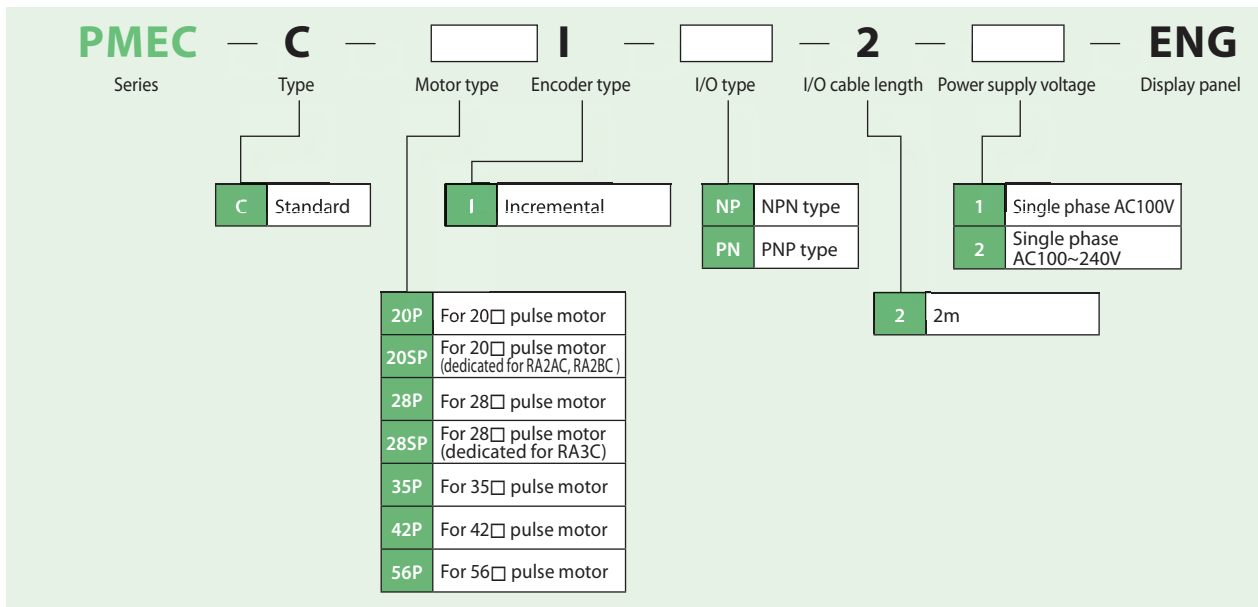 PMEC — C — □ I — □ — 2 — □ — ENG
Series Type Motor type Encoder type I/O type I/O cable length Power supply voltage Display panel
C Standard
I Incremental
NP NPN type
PN PNP type
1 Single phase AC100V
2 Single phase
AC100~240V
2 2m
20P For 20□ pulse motor
20SP For 20□ pulse motor
(dedicated for RA2AC, RA2BC )
28P For 28□ pulse motor
28SP For 28□ pulse motor
(dedicated for RA3C)
35P For 35□ pulse motor
42P For 42□ pulse motor
56P For 56□ pulse motor